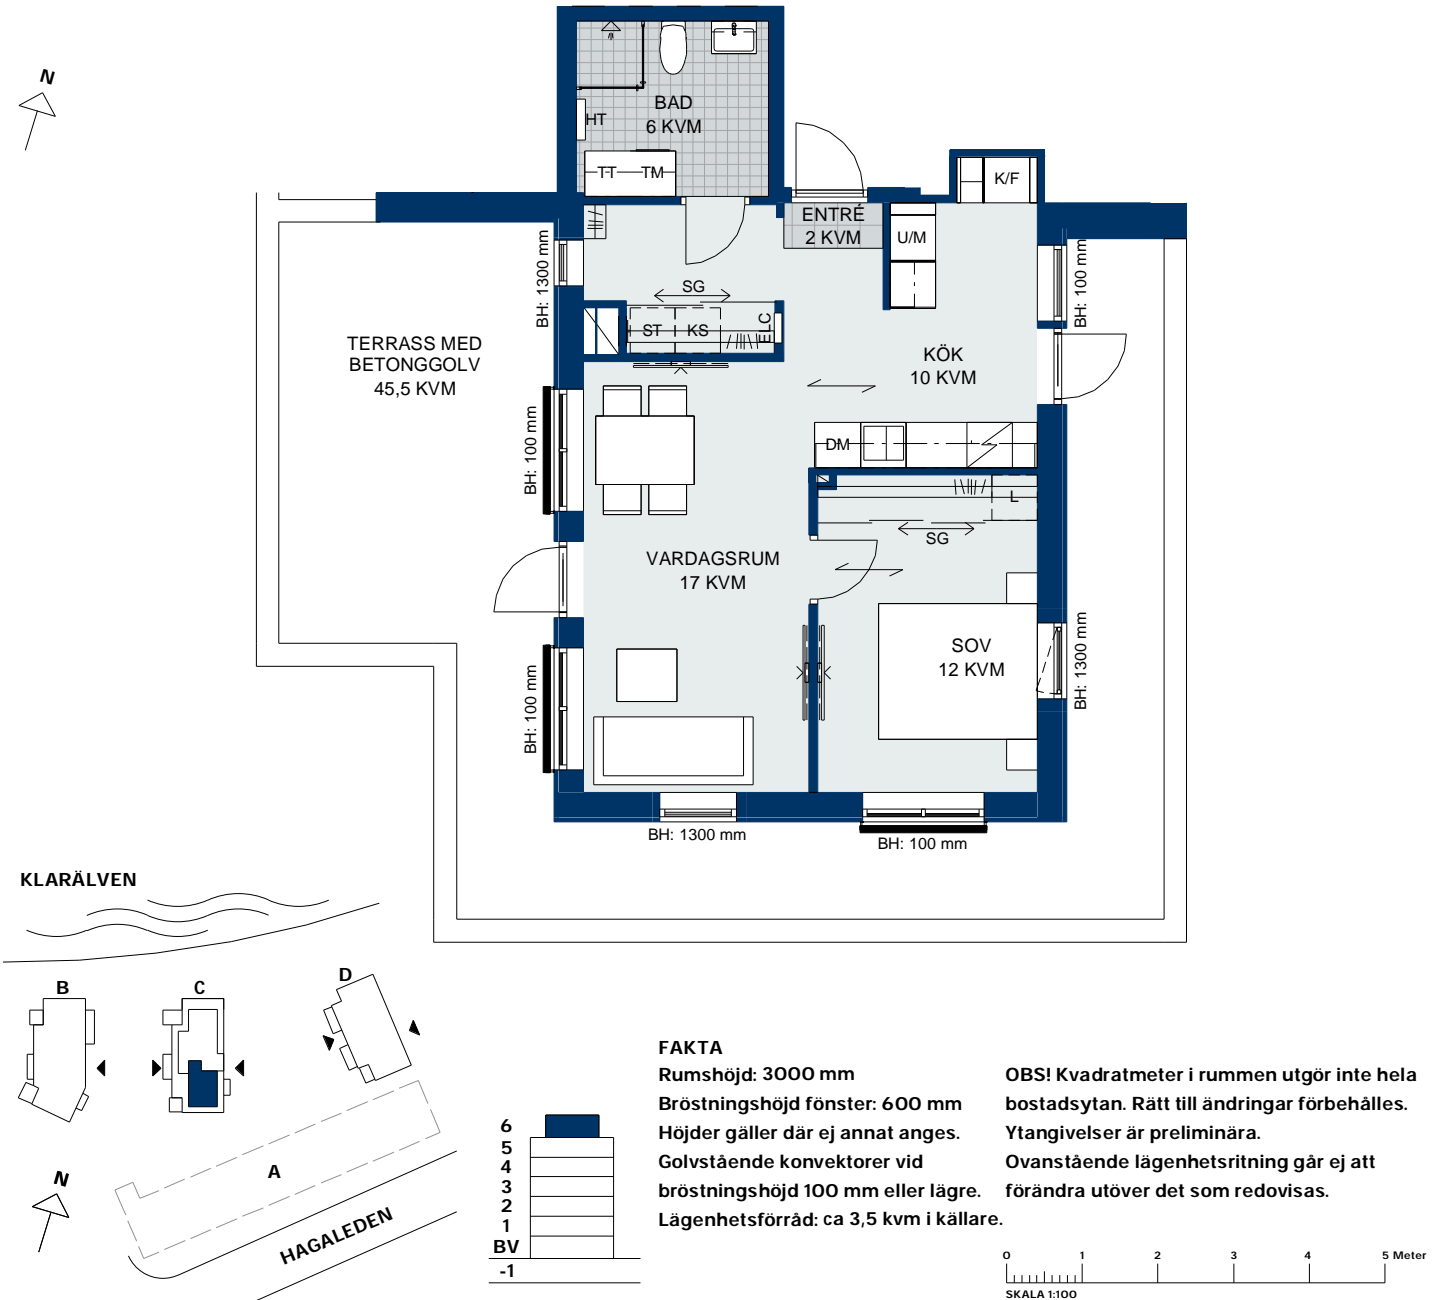 N
BAD
6 KVM
HT
TT
TM
ENTRÉ
2 KVM
K/F
U/M
BH: 1300 mm
BH: 100 mm
SG
ST
KS
ELC
TERRASS MED
BETONGGOLV
45,5 KVM
KÖK
10 KVM
BH: 100 mm
DM
L
SG
VARDAGSRUM
17 KVM
SOV
12 KVM
BH: 1300 mm
BH: 100 mm
BH: 1300 mm
BH: 100 mm
KLARÄLVEN
B
C
D
A
N
HAGALEDEN
6
5
4
3
2
1
BV
-1
FAKTA
Rumshöjd: 3000 mm
Bröstningshöjd fönster: 600 mm
Höjder gäller där ej annat anges.
Golvstående konvektorer vid
bröstningshöjd 100 mm eller lägre.
Lägenhetsförråd: ca 3,5 kvm i källare.
OBS! Kvadratmeter i rummen utgör inte hela
bostadsytan. Rätt till ändringar förbehålles.
Ytangivelser är preliminära.
Ovanstående lägenhetsritning går ej att
förändra utöver det som redovisas.
0 1 2 3 4 5 Meter
SKALA 1:100